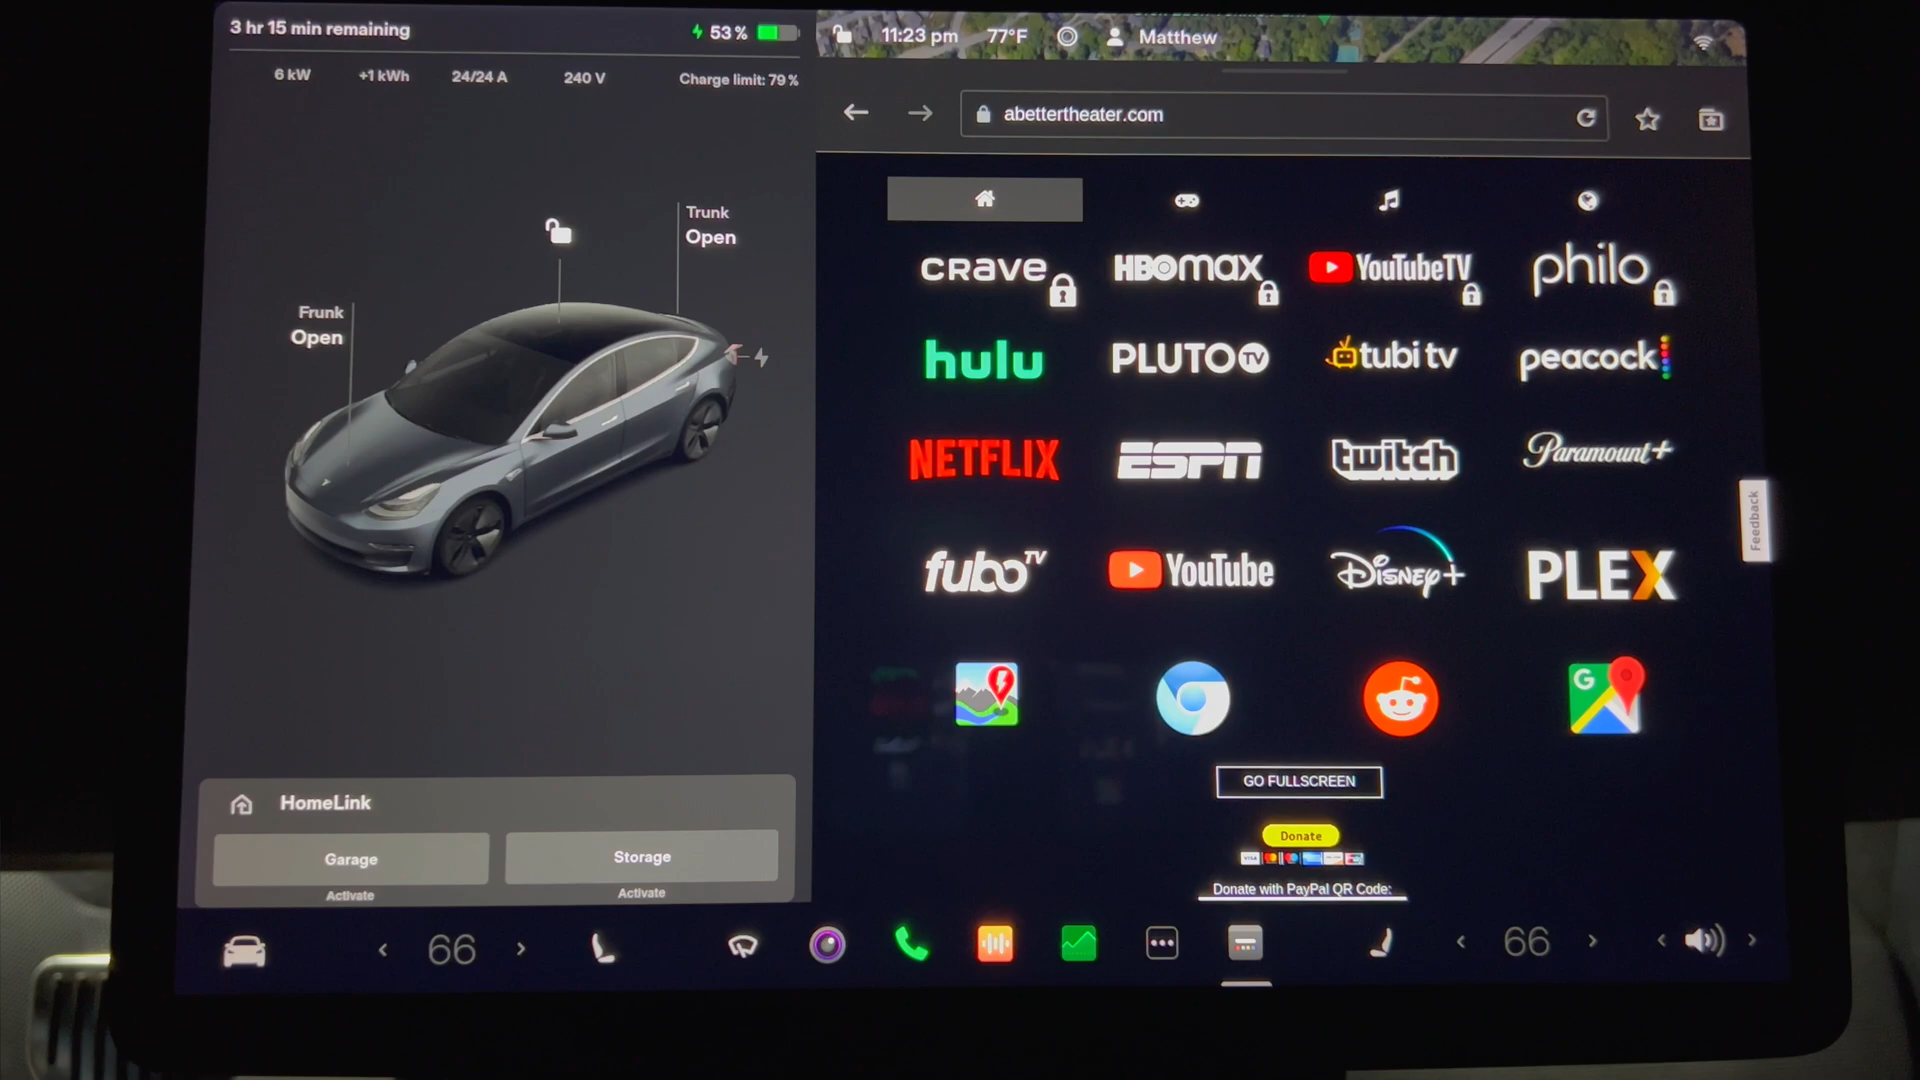 3 hr 15 min remaining
53 %
6 kW
+1 kWh
24/24 A
240 V
Charge limit: 79 %
11:23 pm
77°F
Matthew
abettertheater.com
Trunk
Open
Frunk
Open
crave
HBOmax
YouTubeTV
philo
hulu
PLUTO TV
tubi tv
peacock
NETFLIX
ESPN
twitch
Paramount+
fubo TV
YouTube
Disney+
PLEX
G
Feedback
GO FULLSCREEN
Donate
VISA
Donate with PayPal QR Code:
HomeLink
Garage
Storage
Activate
Activate
66
66